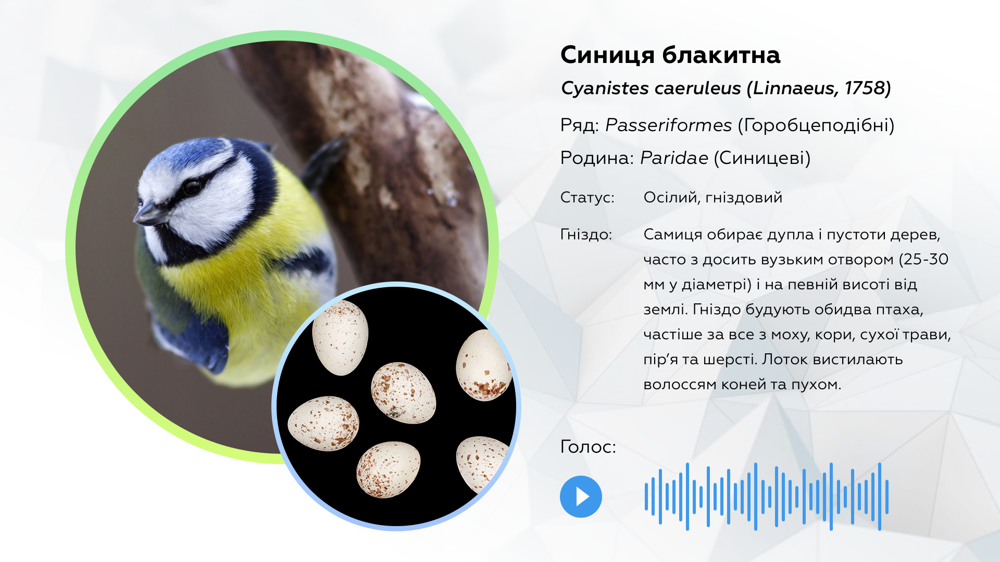 Синиця блакитна
Cyanistes caeruleus (Linnaeus, 1758)
Ряд: Passeriformes (Горобцеподібні)
Родина: Paridae (Синицеві)
Статус: Осілий, гніздовий
Гніздо: Самиця обирає дупла і пустоти дерев,
часто з досить вузьким отвором (25-30
мм у діаметрі) і на певній висоті від
землі. Гніздо будують обидва птаха,
частіше за все з моху, кори, сухої трави,
пір’я та шерсті. Лоток вистилають
волоссям коней та пухом.
Голос: